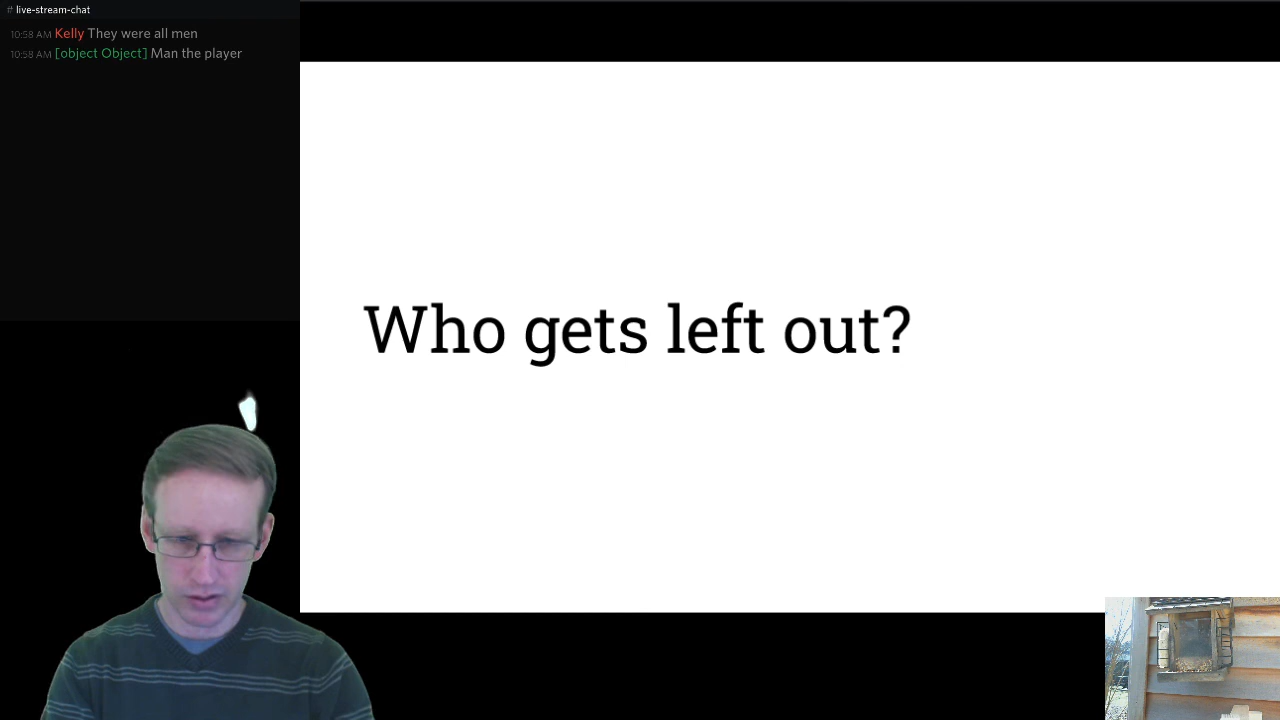 # live-stream-chat
10:58 AM Kelly They were all men
10:58 AM [object Object] Man the player
Who gets left out?